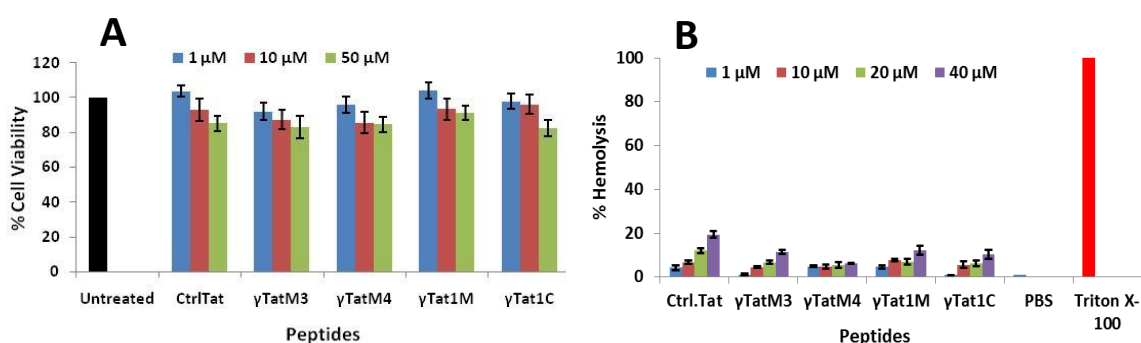 A
1 µM 10 µM 50 µM
120
100
80
60
40
20
0
% Cell Viability
Untreated CtrlTat γTatM3 γTatM4 γTat1M γTat1C
Peptides
B
1 µM 10 µM 20 µM 40 µM
100
80
60
40
20
0
% Hemolysis
Ctrl.Tat γTatM3 γTatM4 γTat1M γTat1C PBS Triton X-
100
Peptides